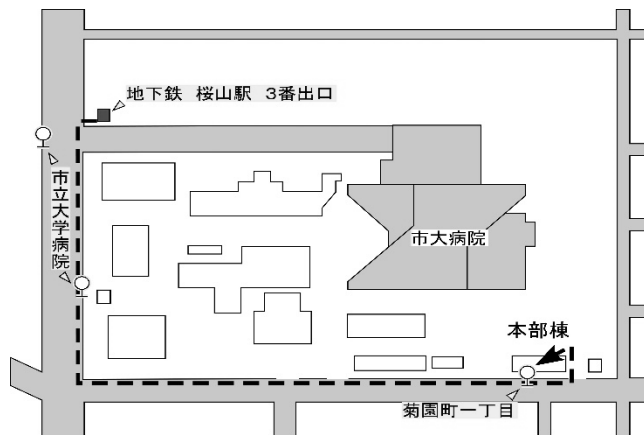 地下鉄 桜山駅 3番出口
市立大学病院
市大病院
本部棟
菊園町一丁目